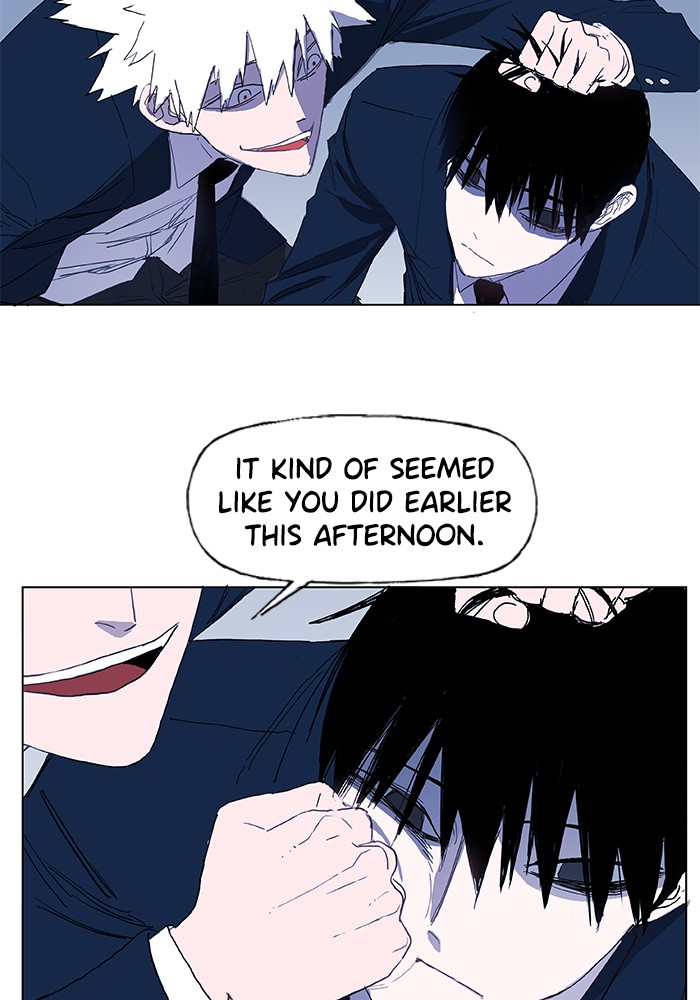 IT KIND OF SEEMED
LIKE YOU DID EARLIER
THIS AFTERNOON.